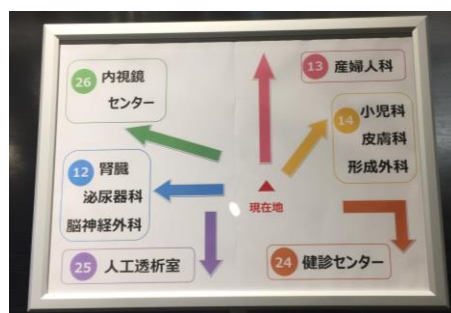 26 内視鏡
センター
13 産婦人科
14 小児科
皮膚科
形成外科
12 腎臓
泌尿器科
脳神経外科
現在地
25 人工透析室
24 健診センター